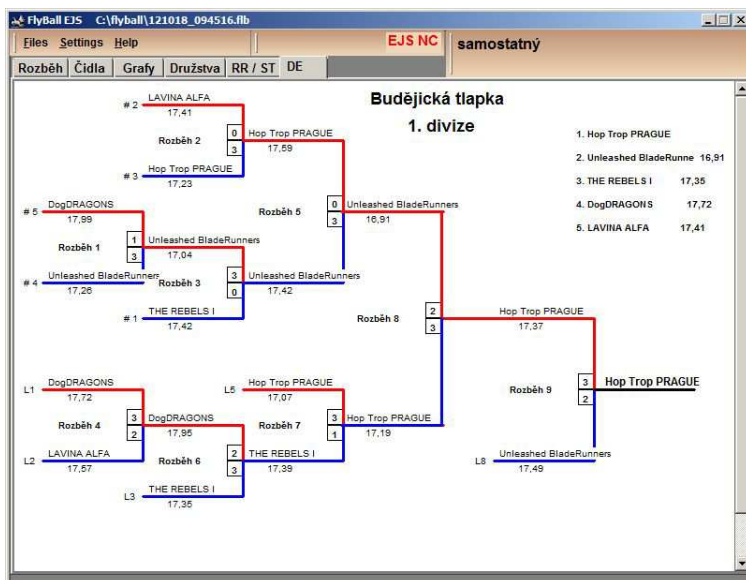 FlyBall EJS C:\flyball\121018_094516.flb
Files Settings Help
EJS NC
samostatný
Rozběh Čidla Grafy Družstva RR / ST DE
Budějická tlapka
1. divize
# 2 LAVINA ALFA
17,41
Rozběh 2
0
3
Hop Trop PRAGUE
17,59
# 3 Hop Trop PRAGUE
17,23
# 5 DogDRAGONS
17,99
Rozběh 1
1
3
Unleashed BladeRunners
17,04
# 4 Unleashed BladeRunners
17,26
Rozběh 3
3
0
Unleashed BladeRunners
17,42
# 1 THE REBELS I
17,42
Rozběh 5
0
3
Unleashed BladeRunners
16,91
Rozběh 8
2
3
Hop Trop PRAGUE
17,37
L1 DogDRAGONS
17,72
Rozběh 4
3
2
DogDRAGONS
17,95
L2 LAVINA ALFA
17,57
Rozběh 6
2
3
THE REBELS I
17,39
L3 THE REBELS I
17,35
L5 Hop Trop PRAGUE
17,07
Rozběh 7
3
1
Hop Trop PRAGUE
17,19
Rozběh 9
3
2
Hop Trop PRAGUE
L8 Unleashed BladeRunners
17,49
1. Hop Trop PRAGUE
2. Unleashed BladeRunne 16,91
3. THE REBELS I 17,35
4. DogDRAGONS 17,72
5. LAVINA ALFA 17,41